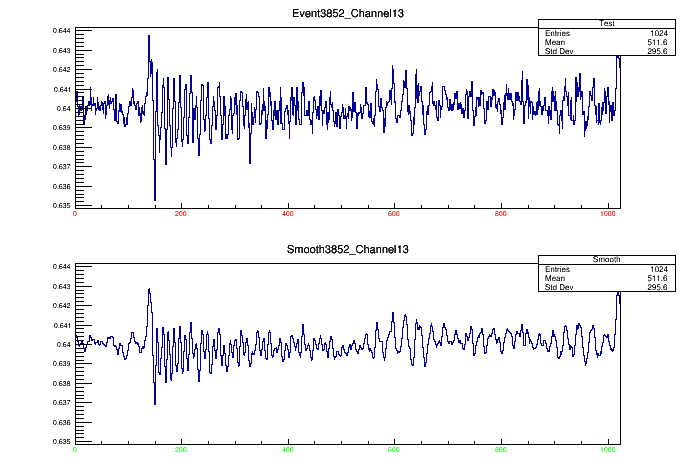 Event3852_Channel13
Test
Entries 1024
Mean 511.6
Std Dev 295.6
0.644
0.643
0.642
0.641
0.64
0.639
0.638
0.637
0.636
0.635
0 200 400 600 800 1000
Smooth3852_Channel13
Smooth
Entries 1024
Mean 511.6
Std Dev 295.6
0.644
0.643
0.642
0.641
0.64
0.639
0.638
0.637
0.636
0.635
0 200 400 600 800 1000